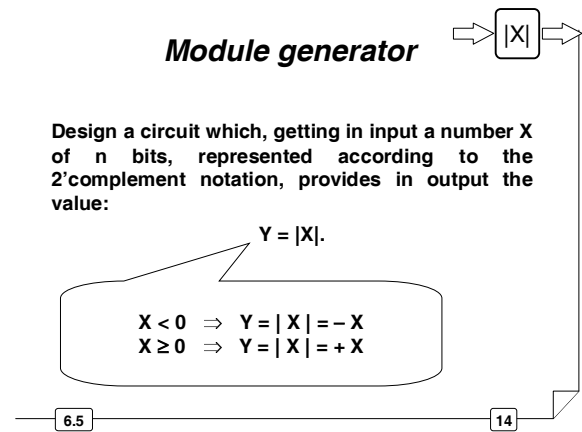 Module generator
|X|
Design a circuit which, getting in input a number X
of n bits, represented according to the
2'complement notation, provides in output the
value:
Y = |X|.
X < 0 ⇒ Y = | X | = – X
X ≥ 0 ⇒ Y = | X | = + X
6.5
14